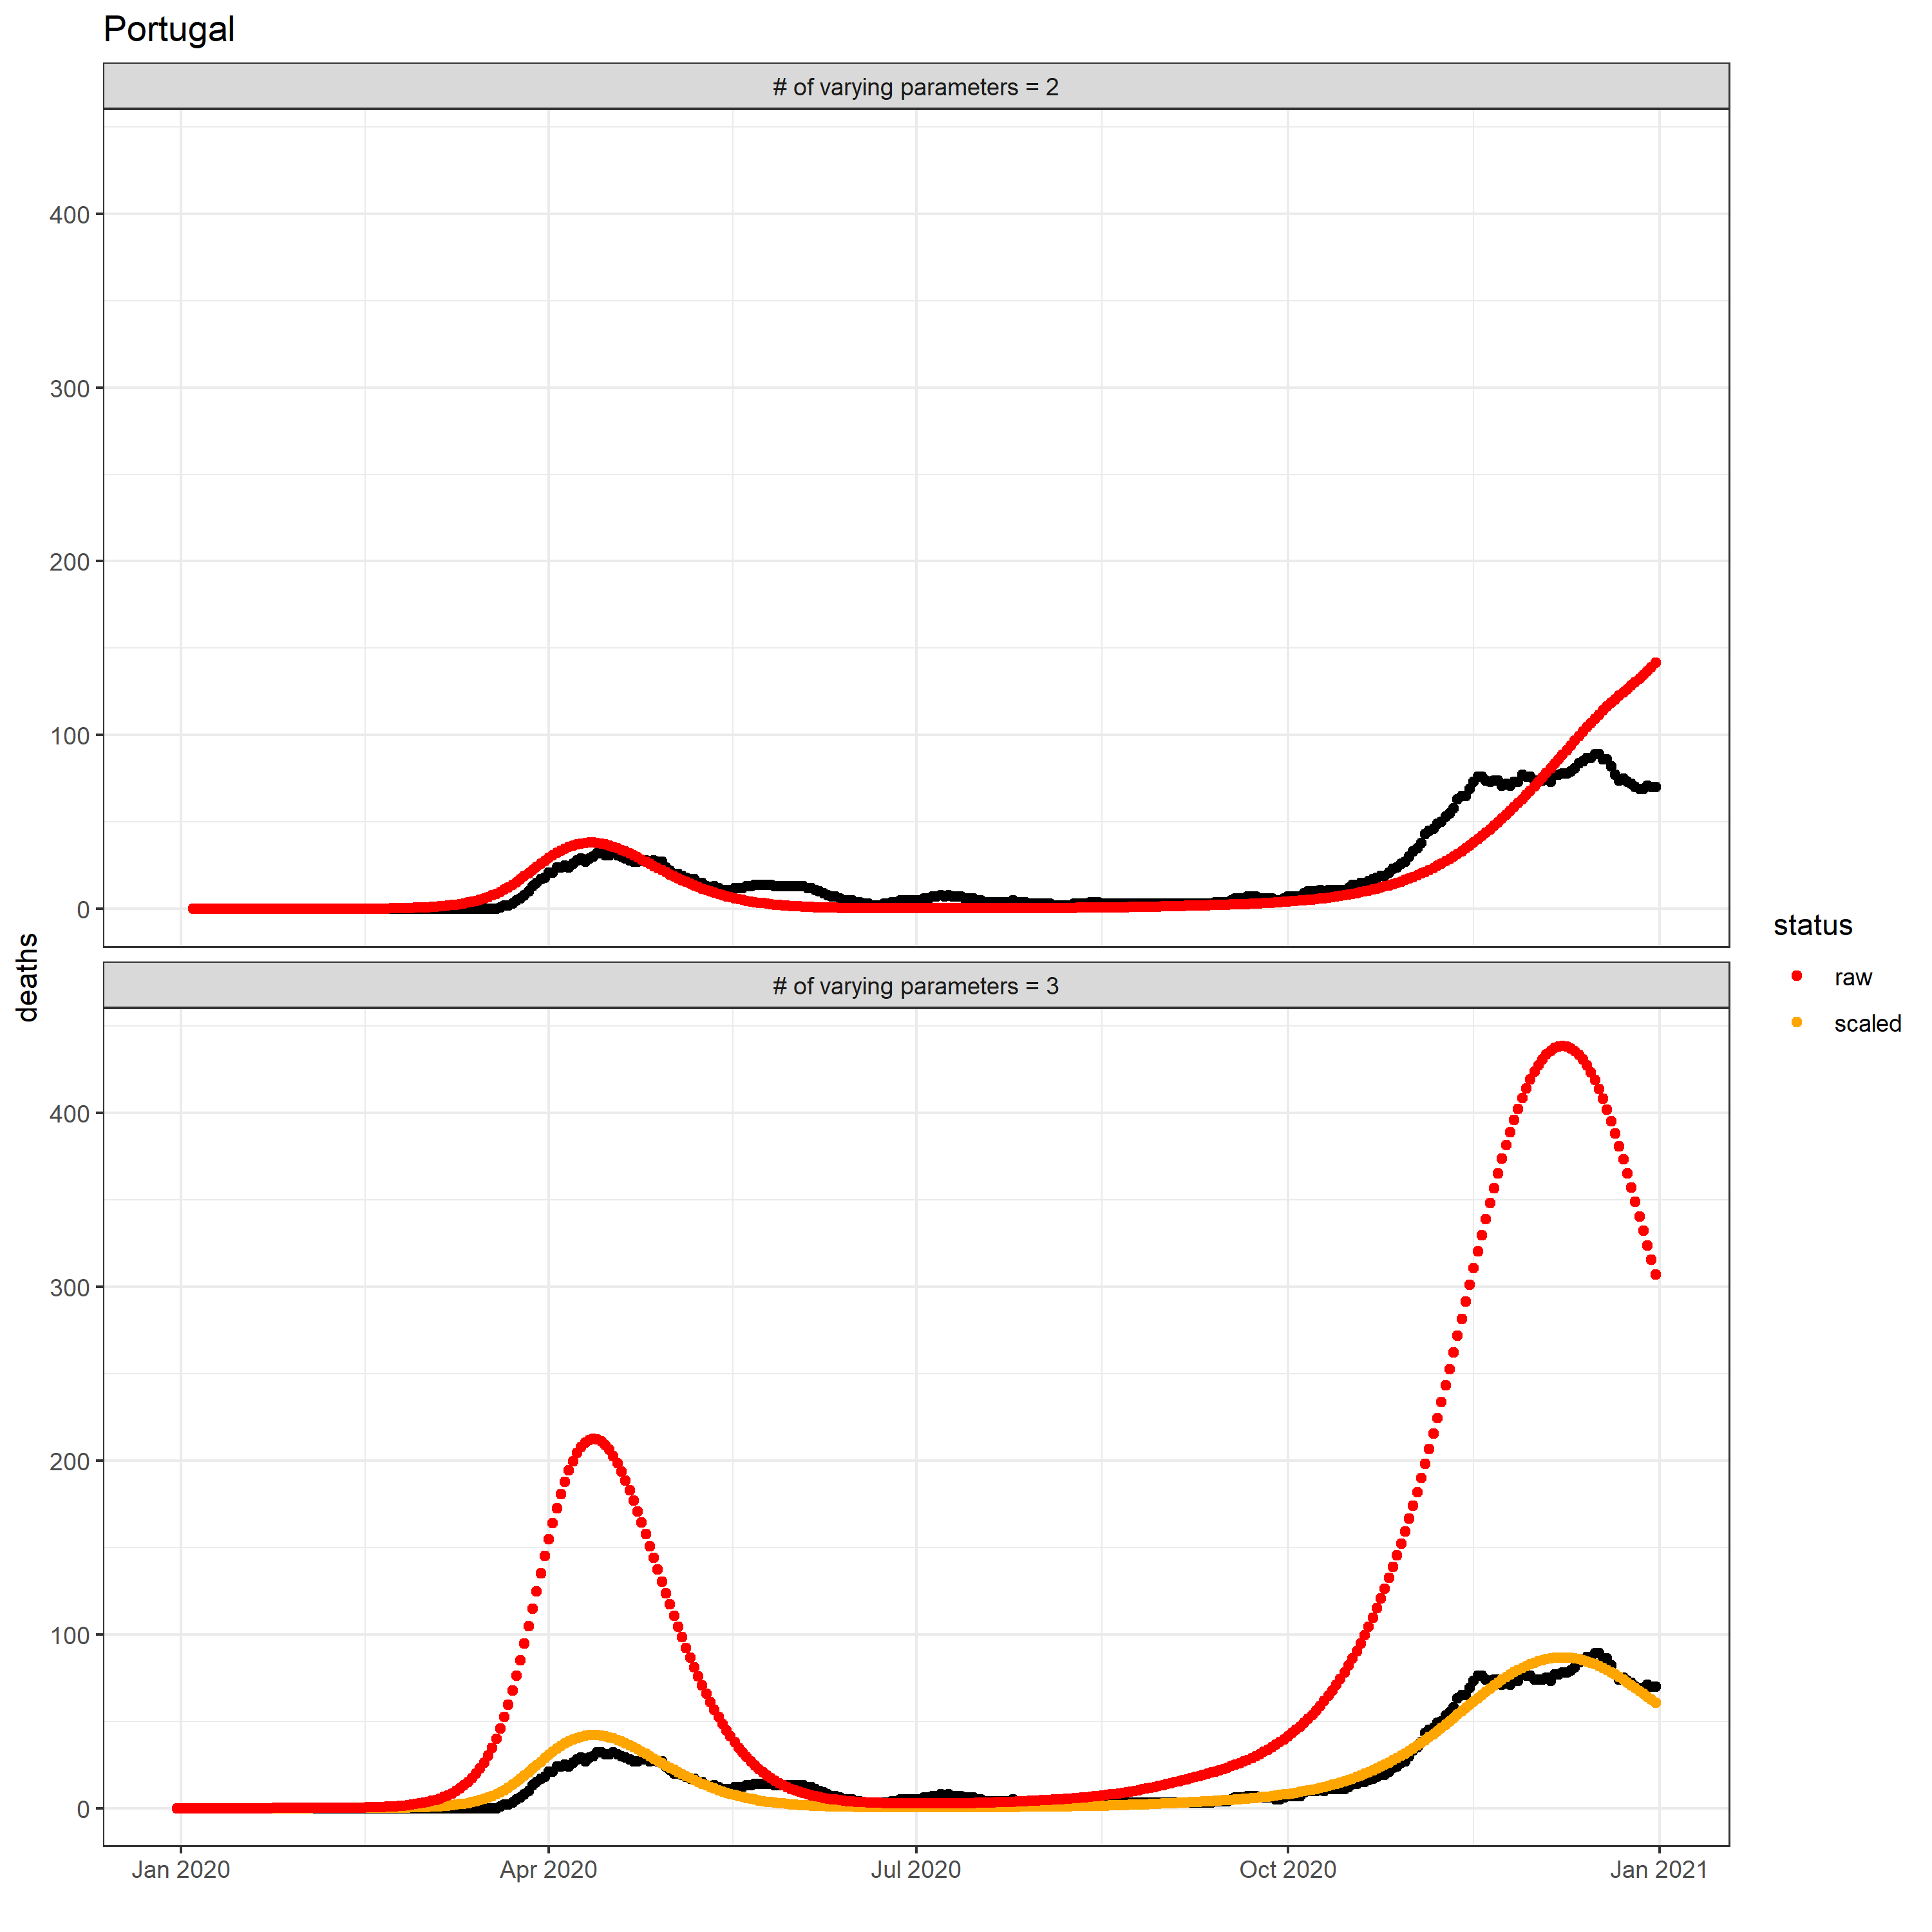 Portugal
# of varying parameters = 2
400
300
200
100
0
deaths
# of varying parameters = 3
400
300
200
100
0
Jan 2020 Apr 2020 Jul 2020 Oct 2020 Jan 2021
status
raw
scaled